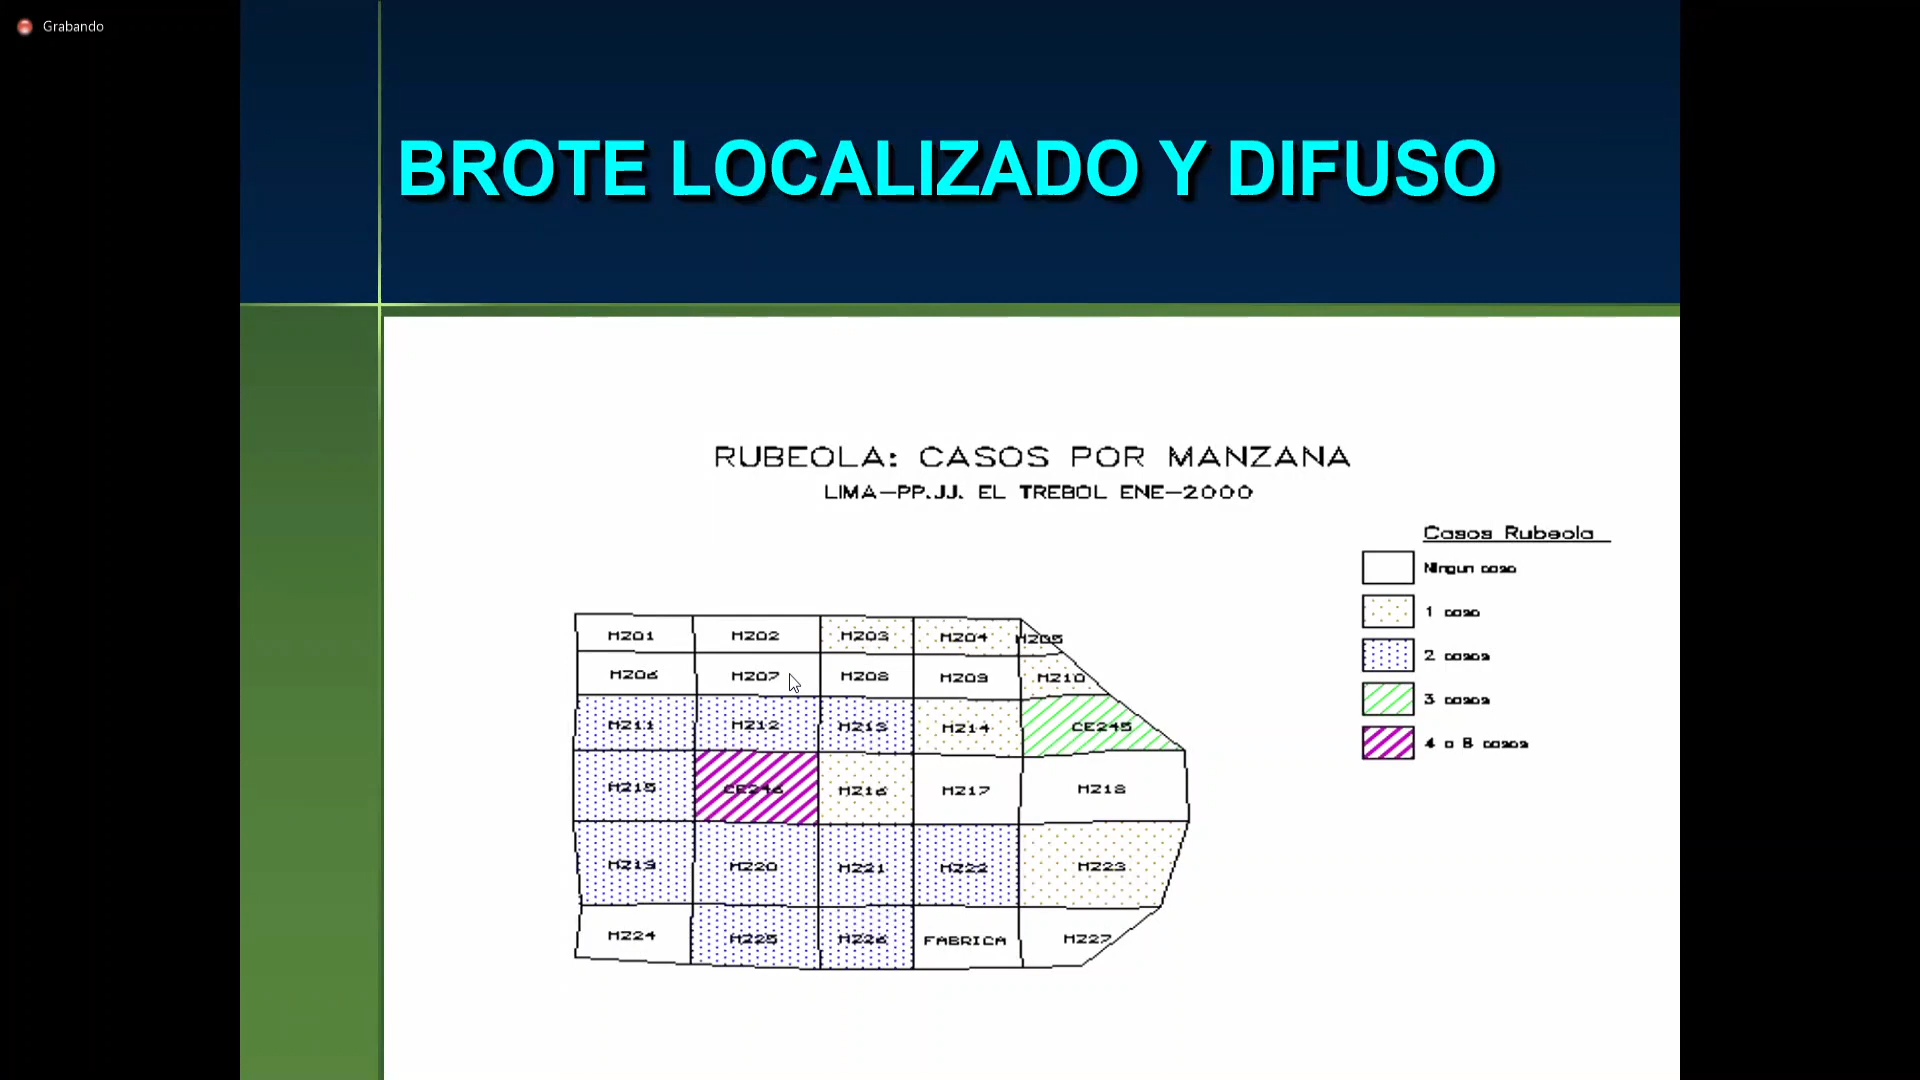 Grabando
BROTE LOCALIZADO Y DIFUSO
RUBEOLA: CASOS POR MANZANA
LIMA-PP.JJ. EL TREBOL ENE-2000
Casos Rubeola
Ningun caso
1 caso
2 casos
3 casos
4 a 8 casos
MZ01 MZ02 MZ03 MZ04 MZ05
MZ06 MZ07 MZ08 MZ09 MZ10
MZ11 MZ12 MZ13 MZ14 CE245
MZ15 CE246 MZ16 MZ17 MZ18
MZ19 MZ20 MZ21 MZ22 MZ23
MZ24 MZ25 MZ26 FABRICA MZ27